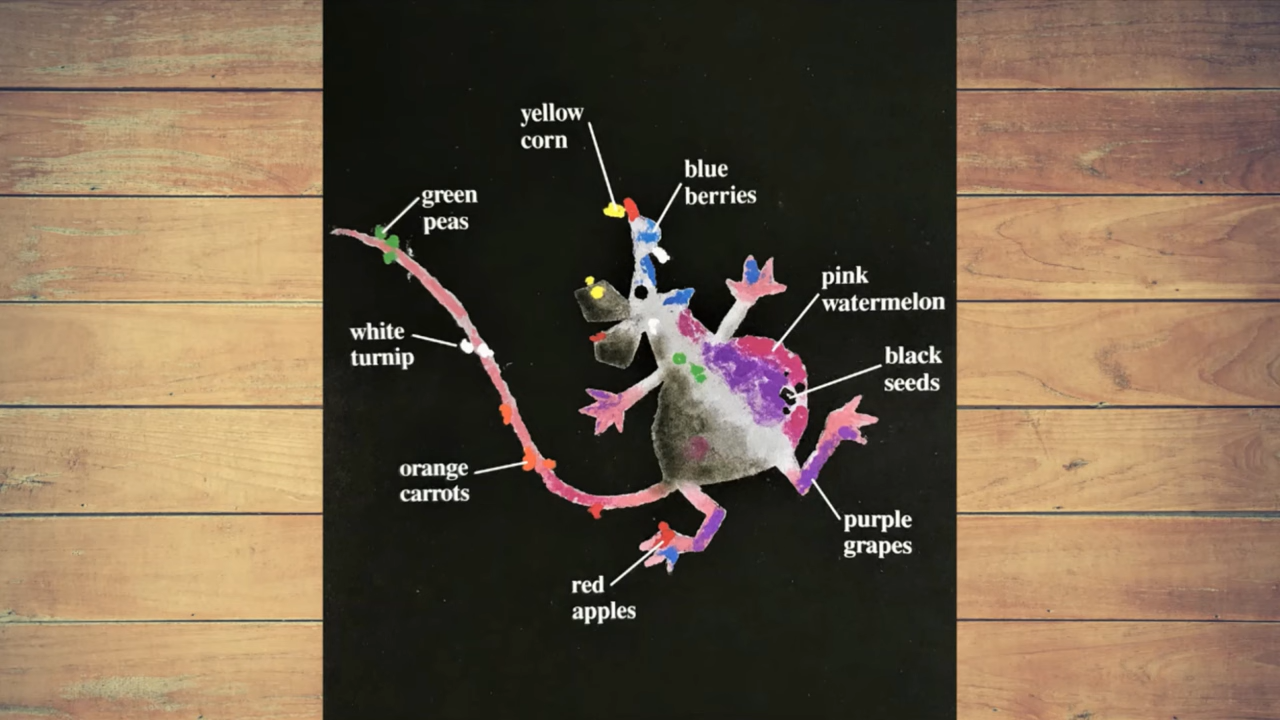 yellow
corn
blue
berries
green
peas
pink
watermelon
white
turnip
black
seeds
orange
carrots
purple
grapes
red
apples